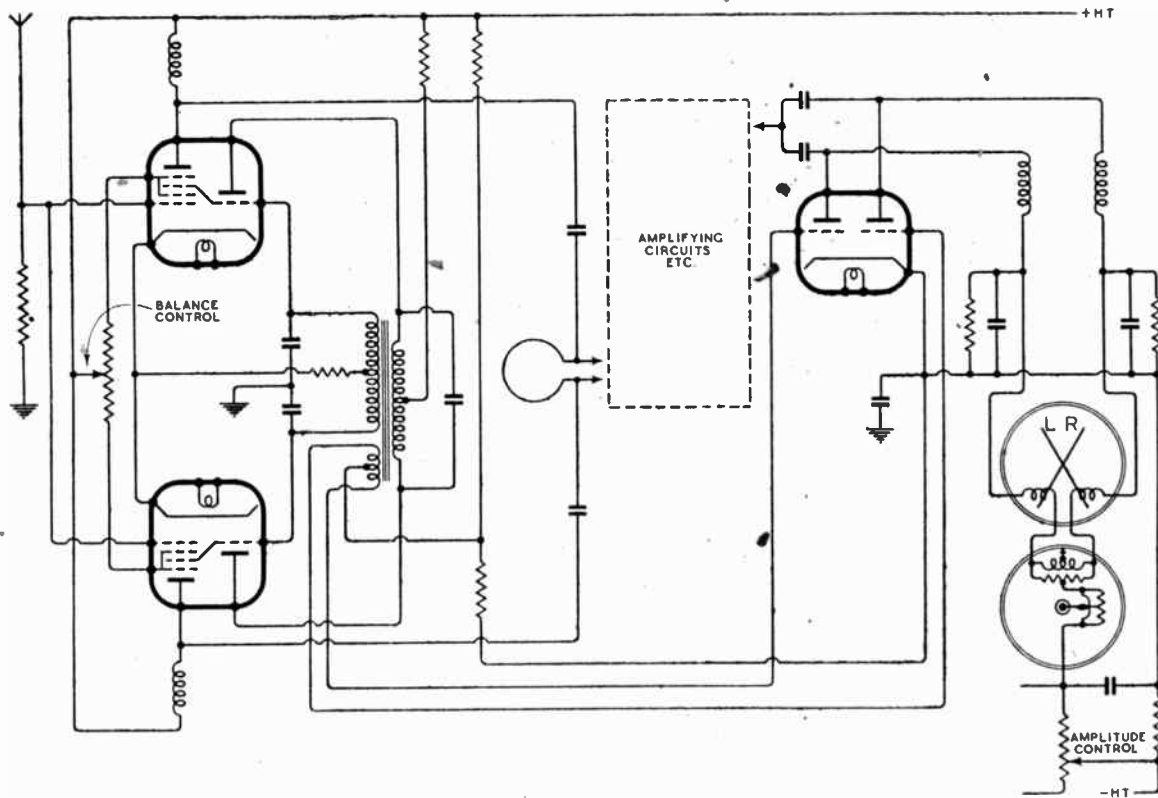 +HT
BALANCE
CONTROL
AMPLIFYING
CIRCUITS
ETC.
L R
AMPLITUDE
CONTROL
-HT